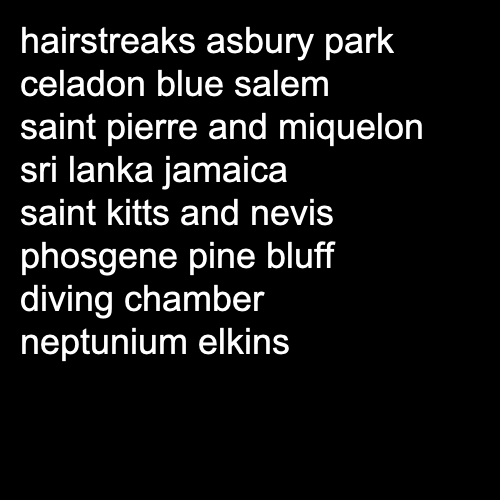 hairstreaks asbury park
celadon blue salem
saint pierre and miquelon
sri lanka jamaica
saint kitts and nevis
phosgene pine bluff
diving chamber
neptunium elkins